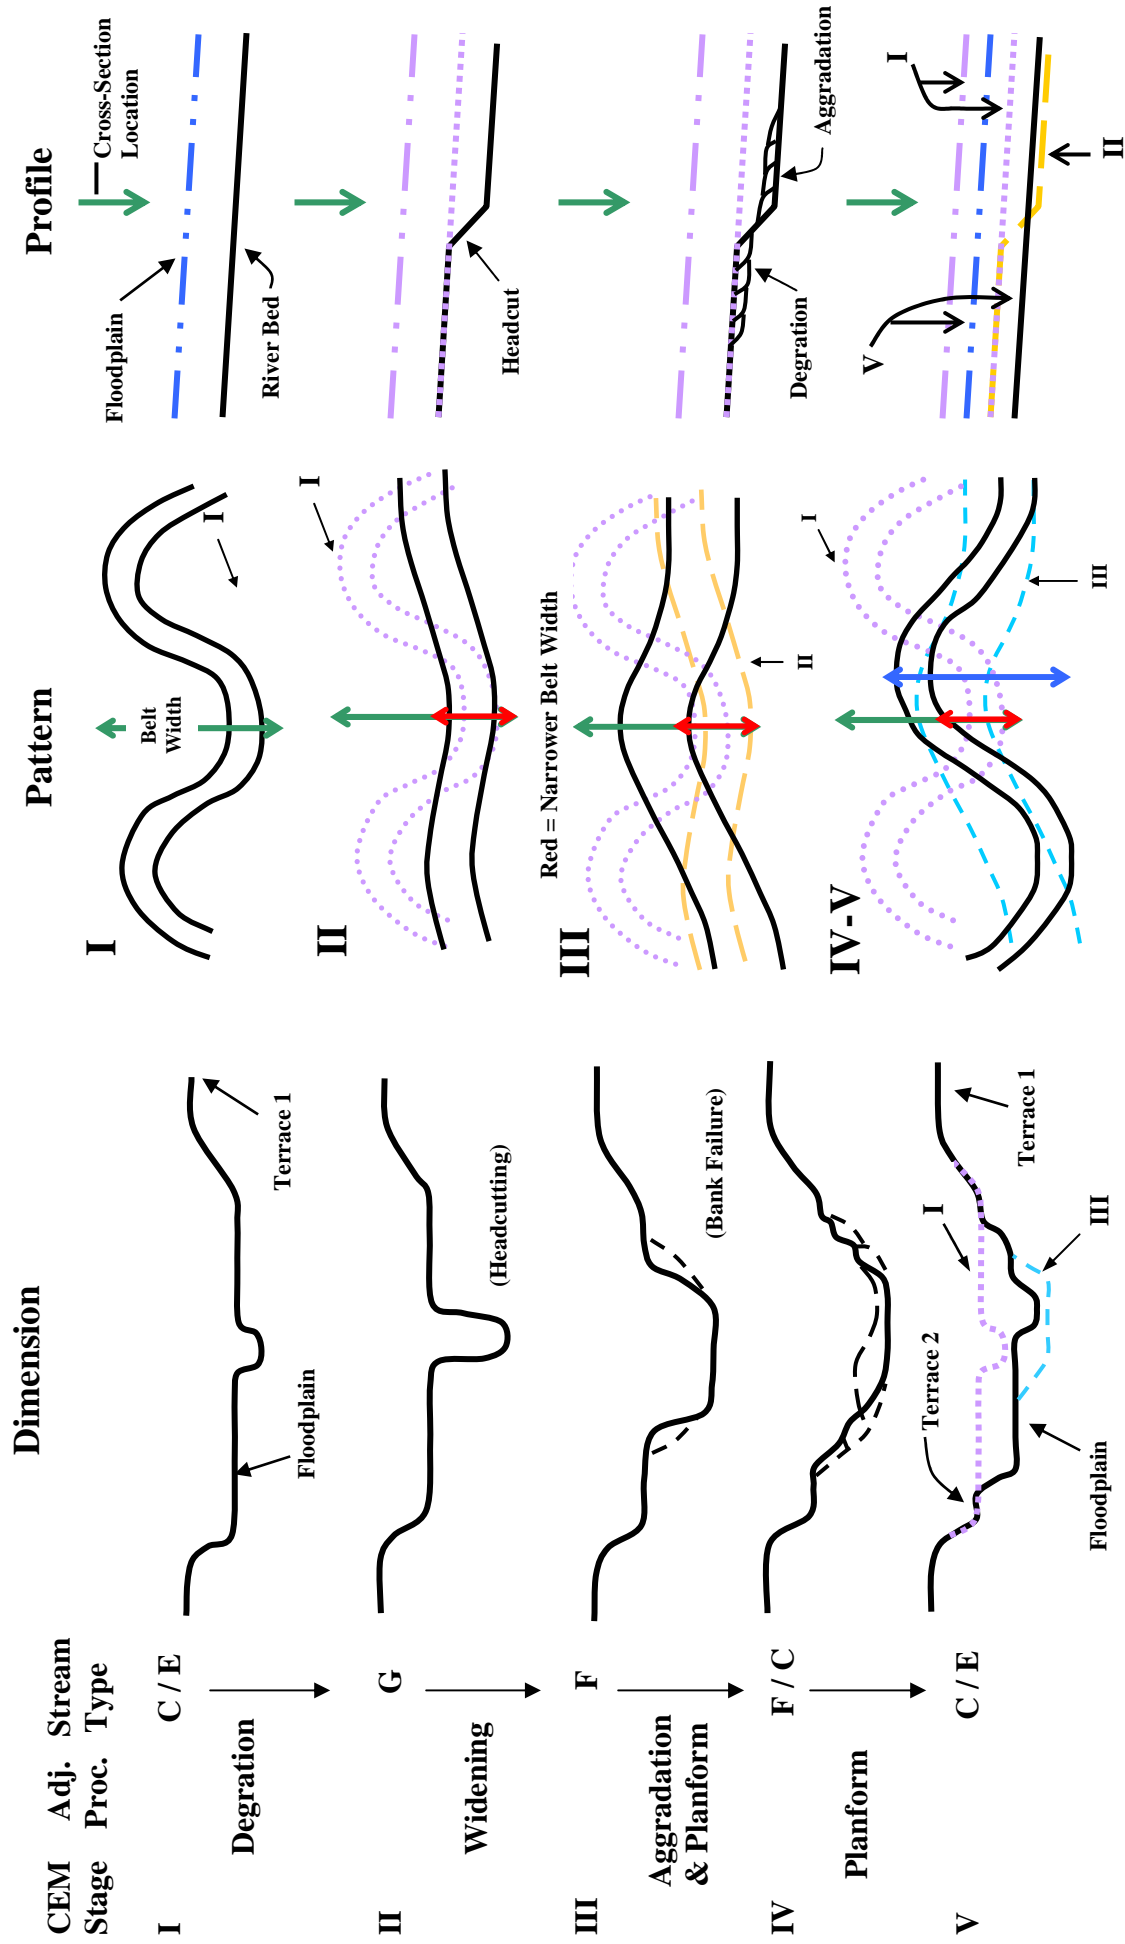 Dimension
Pattern
Profile
CEM
Stage
Adj.
Proc.
Stream
Type
I
C / E
Degration
II
G
Widening
III
F
Aggradation
& Planform
IV
F / C
Planform
V
C / E
Terrace 1
Floodplain
(Headcutting)
(Bank Failure)
Terrace 2
I
Terrace 1
III
Floodplain
I
Belt
Width
I
II
I
Red = Narrower Belt Width
III
II
IV-V
I
III
Cross-Section
Location
Floodplain
River Bed
Headcut
Aggradation
Degration
V
I
II